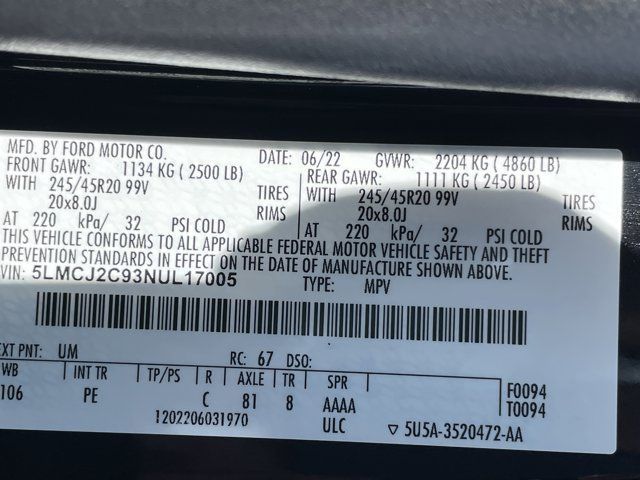 MFD. BY FORD MOTOR CO. DATE: 06/22 GVWR: 2204 KG ( 4860 LB)
FRONT GAWR: 1134 KG ( 2500 LB) REAR GAWR: 1111 KG ( 2450 LB)
WITH 245/45R20 99V TIRES WITH 245/45R20 99V TIRES
20x8.0J RIMS 20x8.0J RIMS
AT 220 kPa/ 32 PSI COLD AT 220 kPa/ 32 PSI COLD
THIS VEHICLE CONFORMS TO ALL APPLICABLE FEDERAL MOTOR VEHICLE SAFETY AND THEFT
PREVENTION STANDARDS IN EFFECT ON THE DATE OF MANUFACTURE SHOWN ABOVE.
VIN: 5LMCJ2C93NUL17005 TYPE: MPV
EXT PNT: UM RC: 67 DSO:
WB INT TR TP/PS R AXLE TR SPR F0094
106 PE C 81 8 AAAA T0094
1202206031970 ULC ▽ 5U5A-3520472-AA